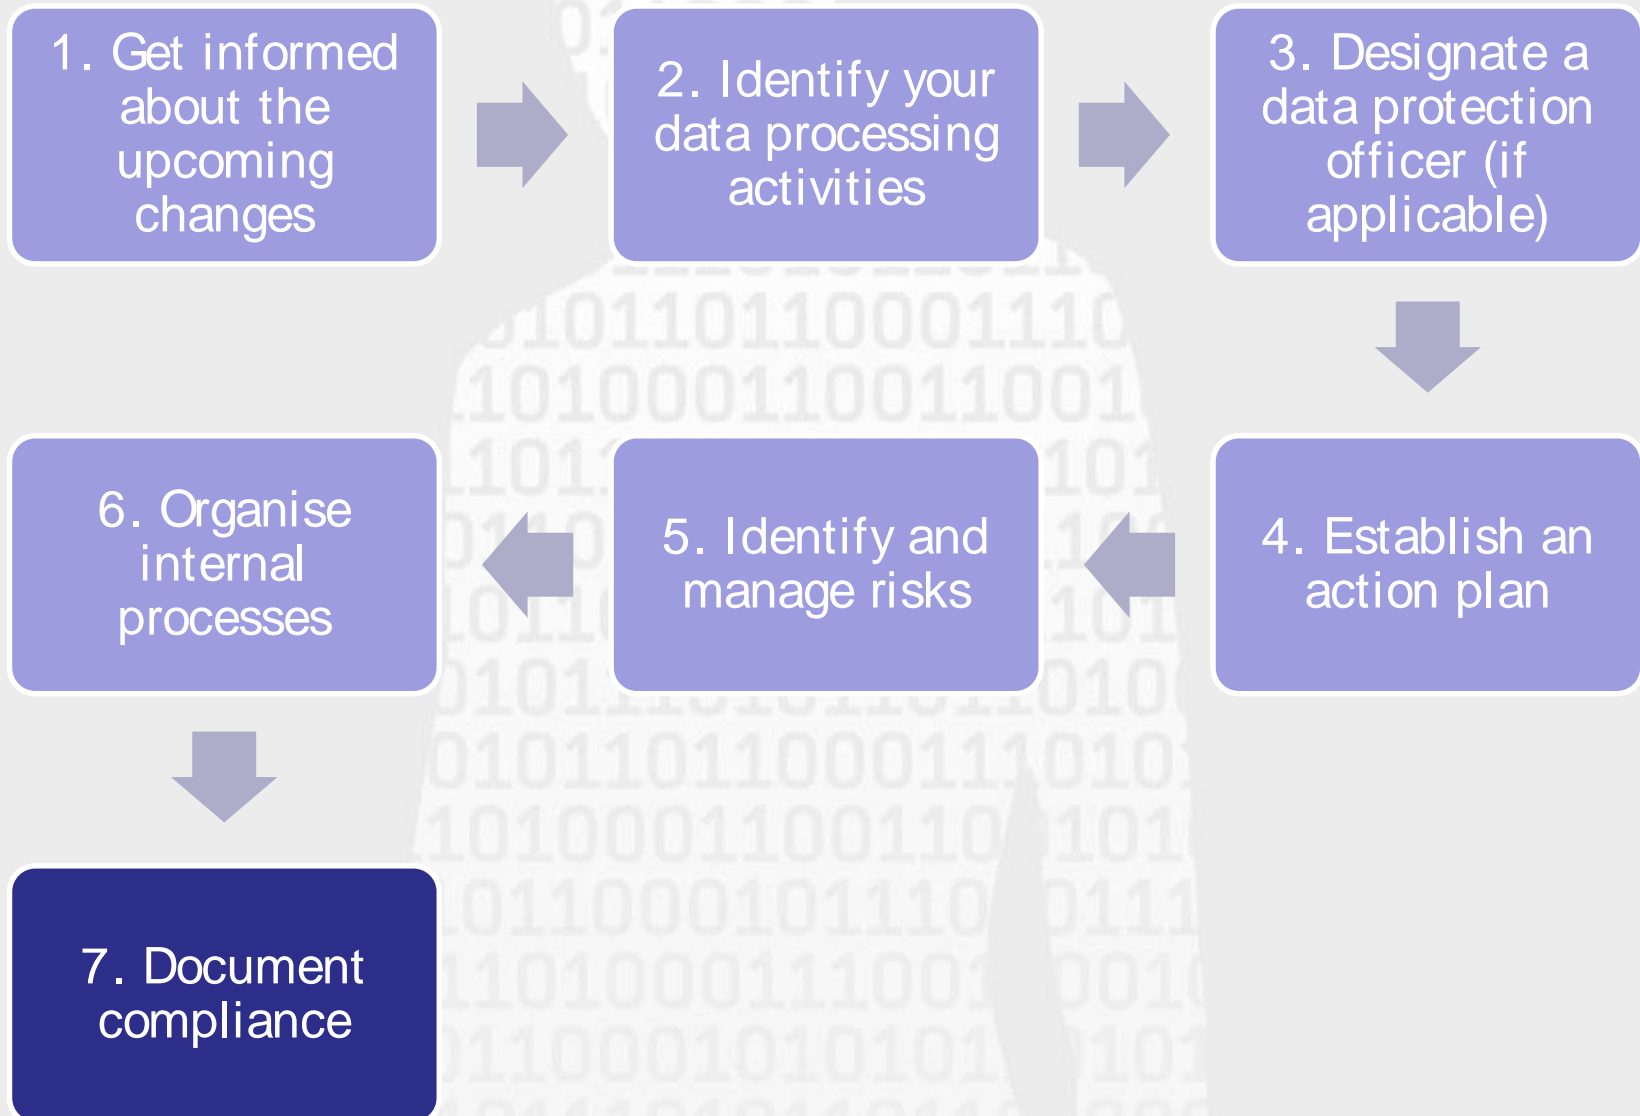 1. Get informed
about the
upcoming
changes
2. Identify your
data processing
activities
3. Designate a
data protection
officer (if
applicable)
4. Establish an
action plan
5. Identify and
manage risks
6. Organise
internal
processes
7. Document
compliance